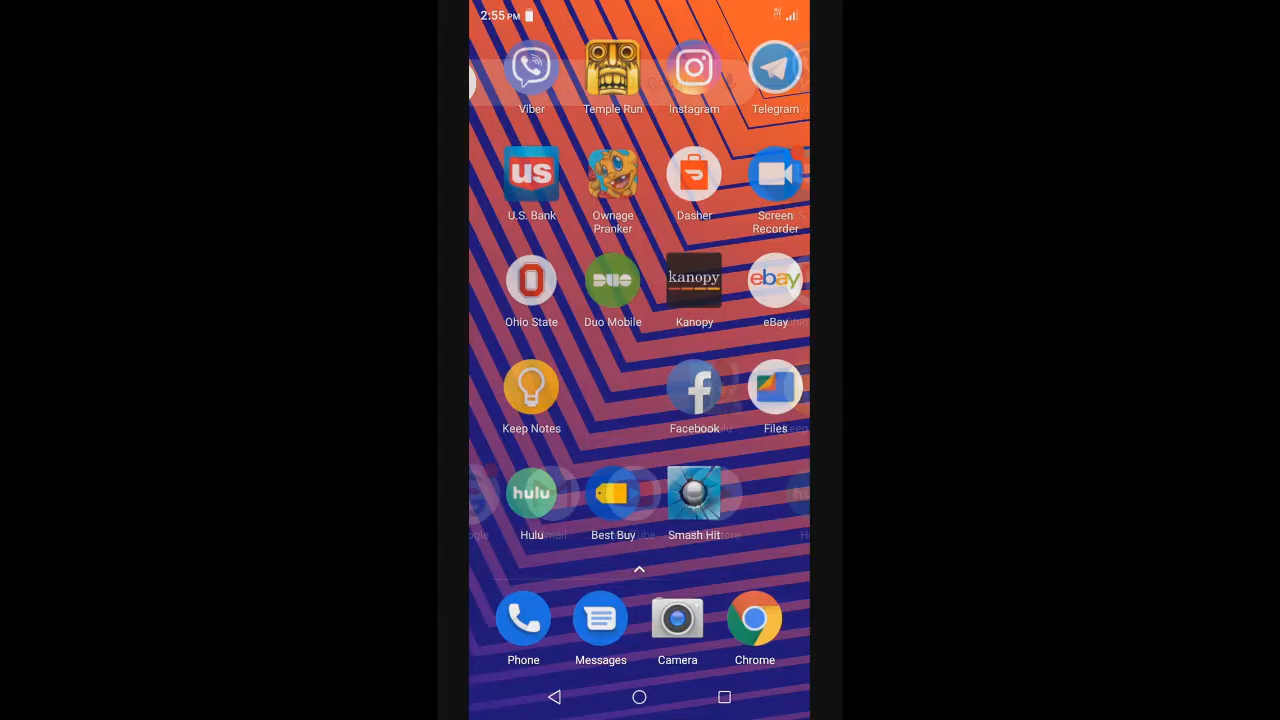 2:55 PM
Viber
Temple Run
Instagram
Telegram
us
U.S. Bank
Ownage
Pranker
Dasher
Screen
Recorder
Ohio State
DUO
Duo Mobile
kanopy
Kanopy
ebay
eBay
Keep Notes
Facebook
Files
hulu
Hulu
Best Buy
Smash Hit
Phone
Messages
Camera
Chrome